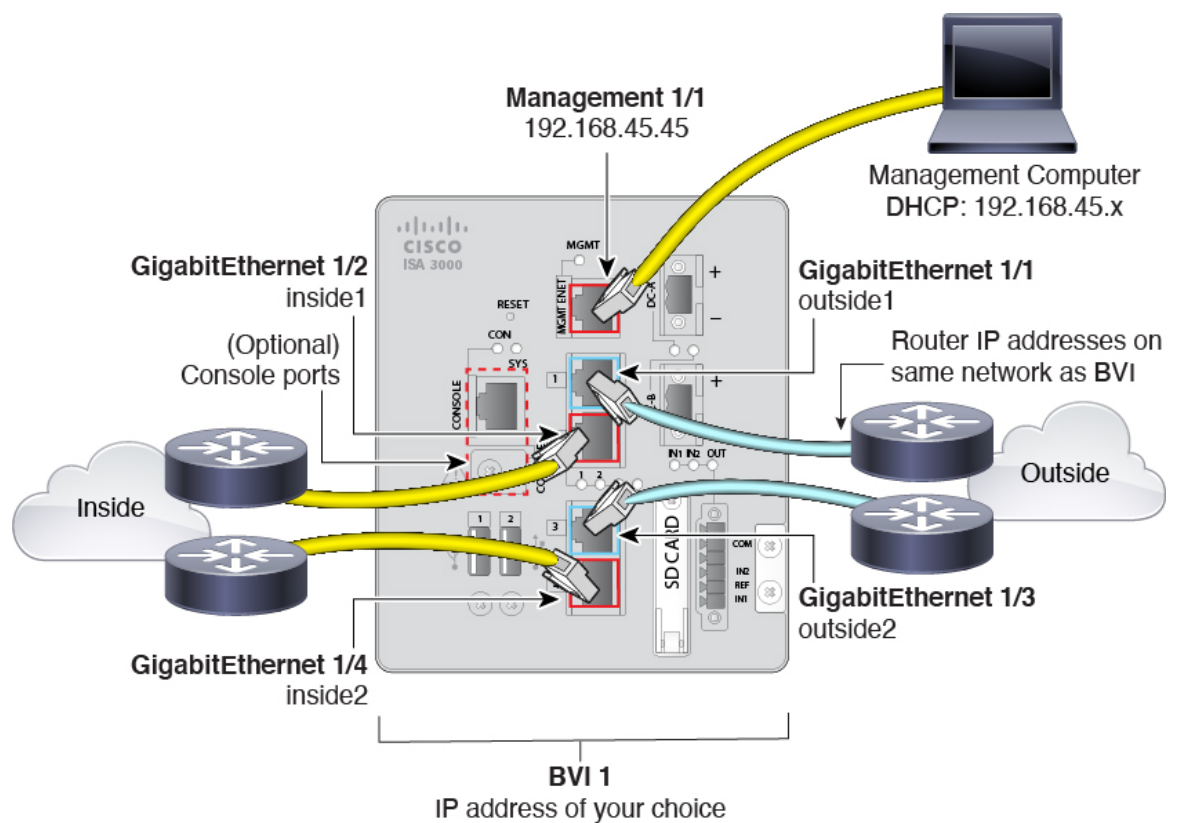 Management 1/1
192.168.45.45
Management Computer
DHCP: 192.168.45.x
CISCO
ISA 3000
MGMT
MGMT ENET
DC-A
+
–
GigabitEthernet 1/2
inside1
GigabitEthernet 1/1
outside1
RESET
CON
SYS
(Optional)
Console ports
CONSOLE
1
+
Router IP addresses on
same network as BVI
IN1 IN2 OUT
Inside
Outside
1 2
1 2
3
SD CARD
COM
IN2
REF
IN1
GigabitEthernet 1/3
outside2
GigabitEthernet 1/4
inside2
BVI 1
IP address of your choice